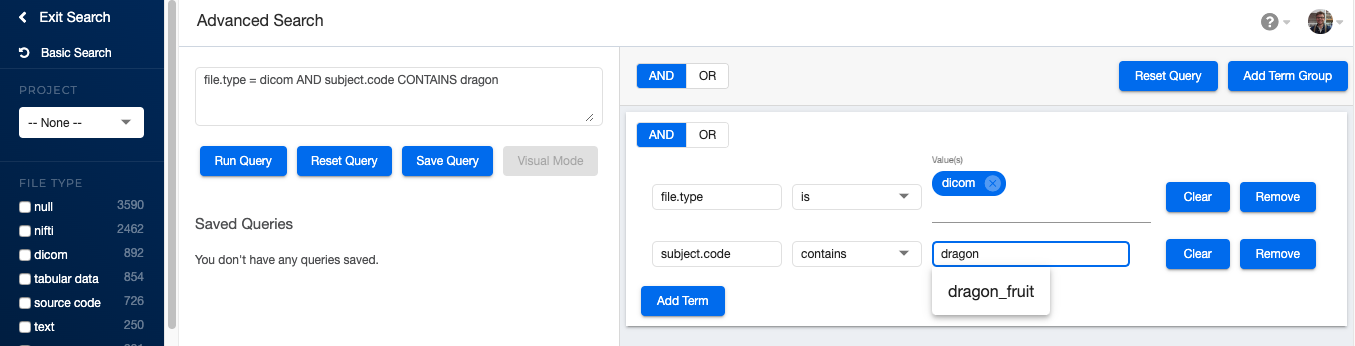 Exit Search
Basic Search
PROJECT
-- None --
FILE TYPE
null 3590
nifti 2462
dicom 892
tabular data 854
source code 726
text 250
Advanced Search
?
file.type = dicom AND subject.code CONTAINS dragon
Run Query Reset Query Save Query Visual Mode
Saved Queries
You don't have any queries saved.
AND OR Reset Query Add Term Group
AND OR
Value(s)
dicom
file.type is Clear Remove
subject.code contains dragon Clear Remove
dragon_fruit
Add Term